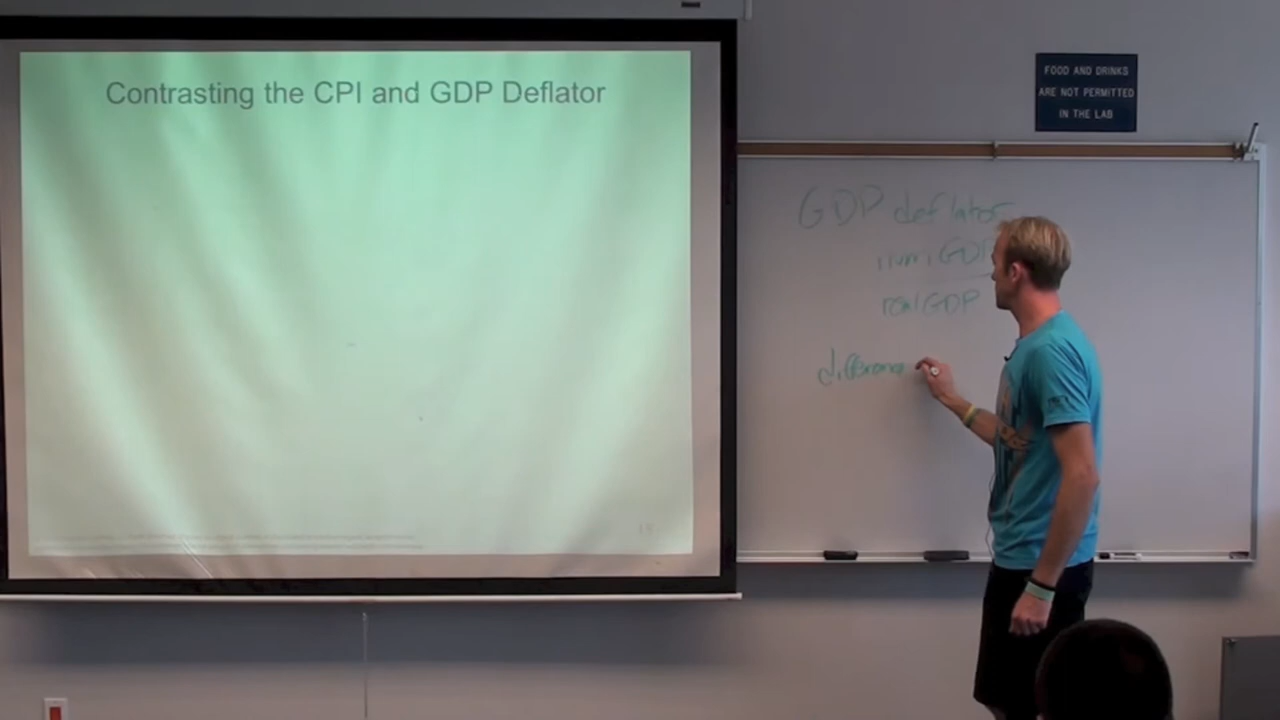 Contrasting the CPI and GDP Deflator
FOOD AND DRINKS
ARE NOT PERMITTED
IN THE LAB
GDP deflator
nom GDP
real GDP
difference